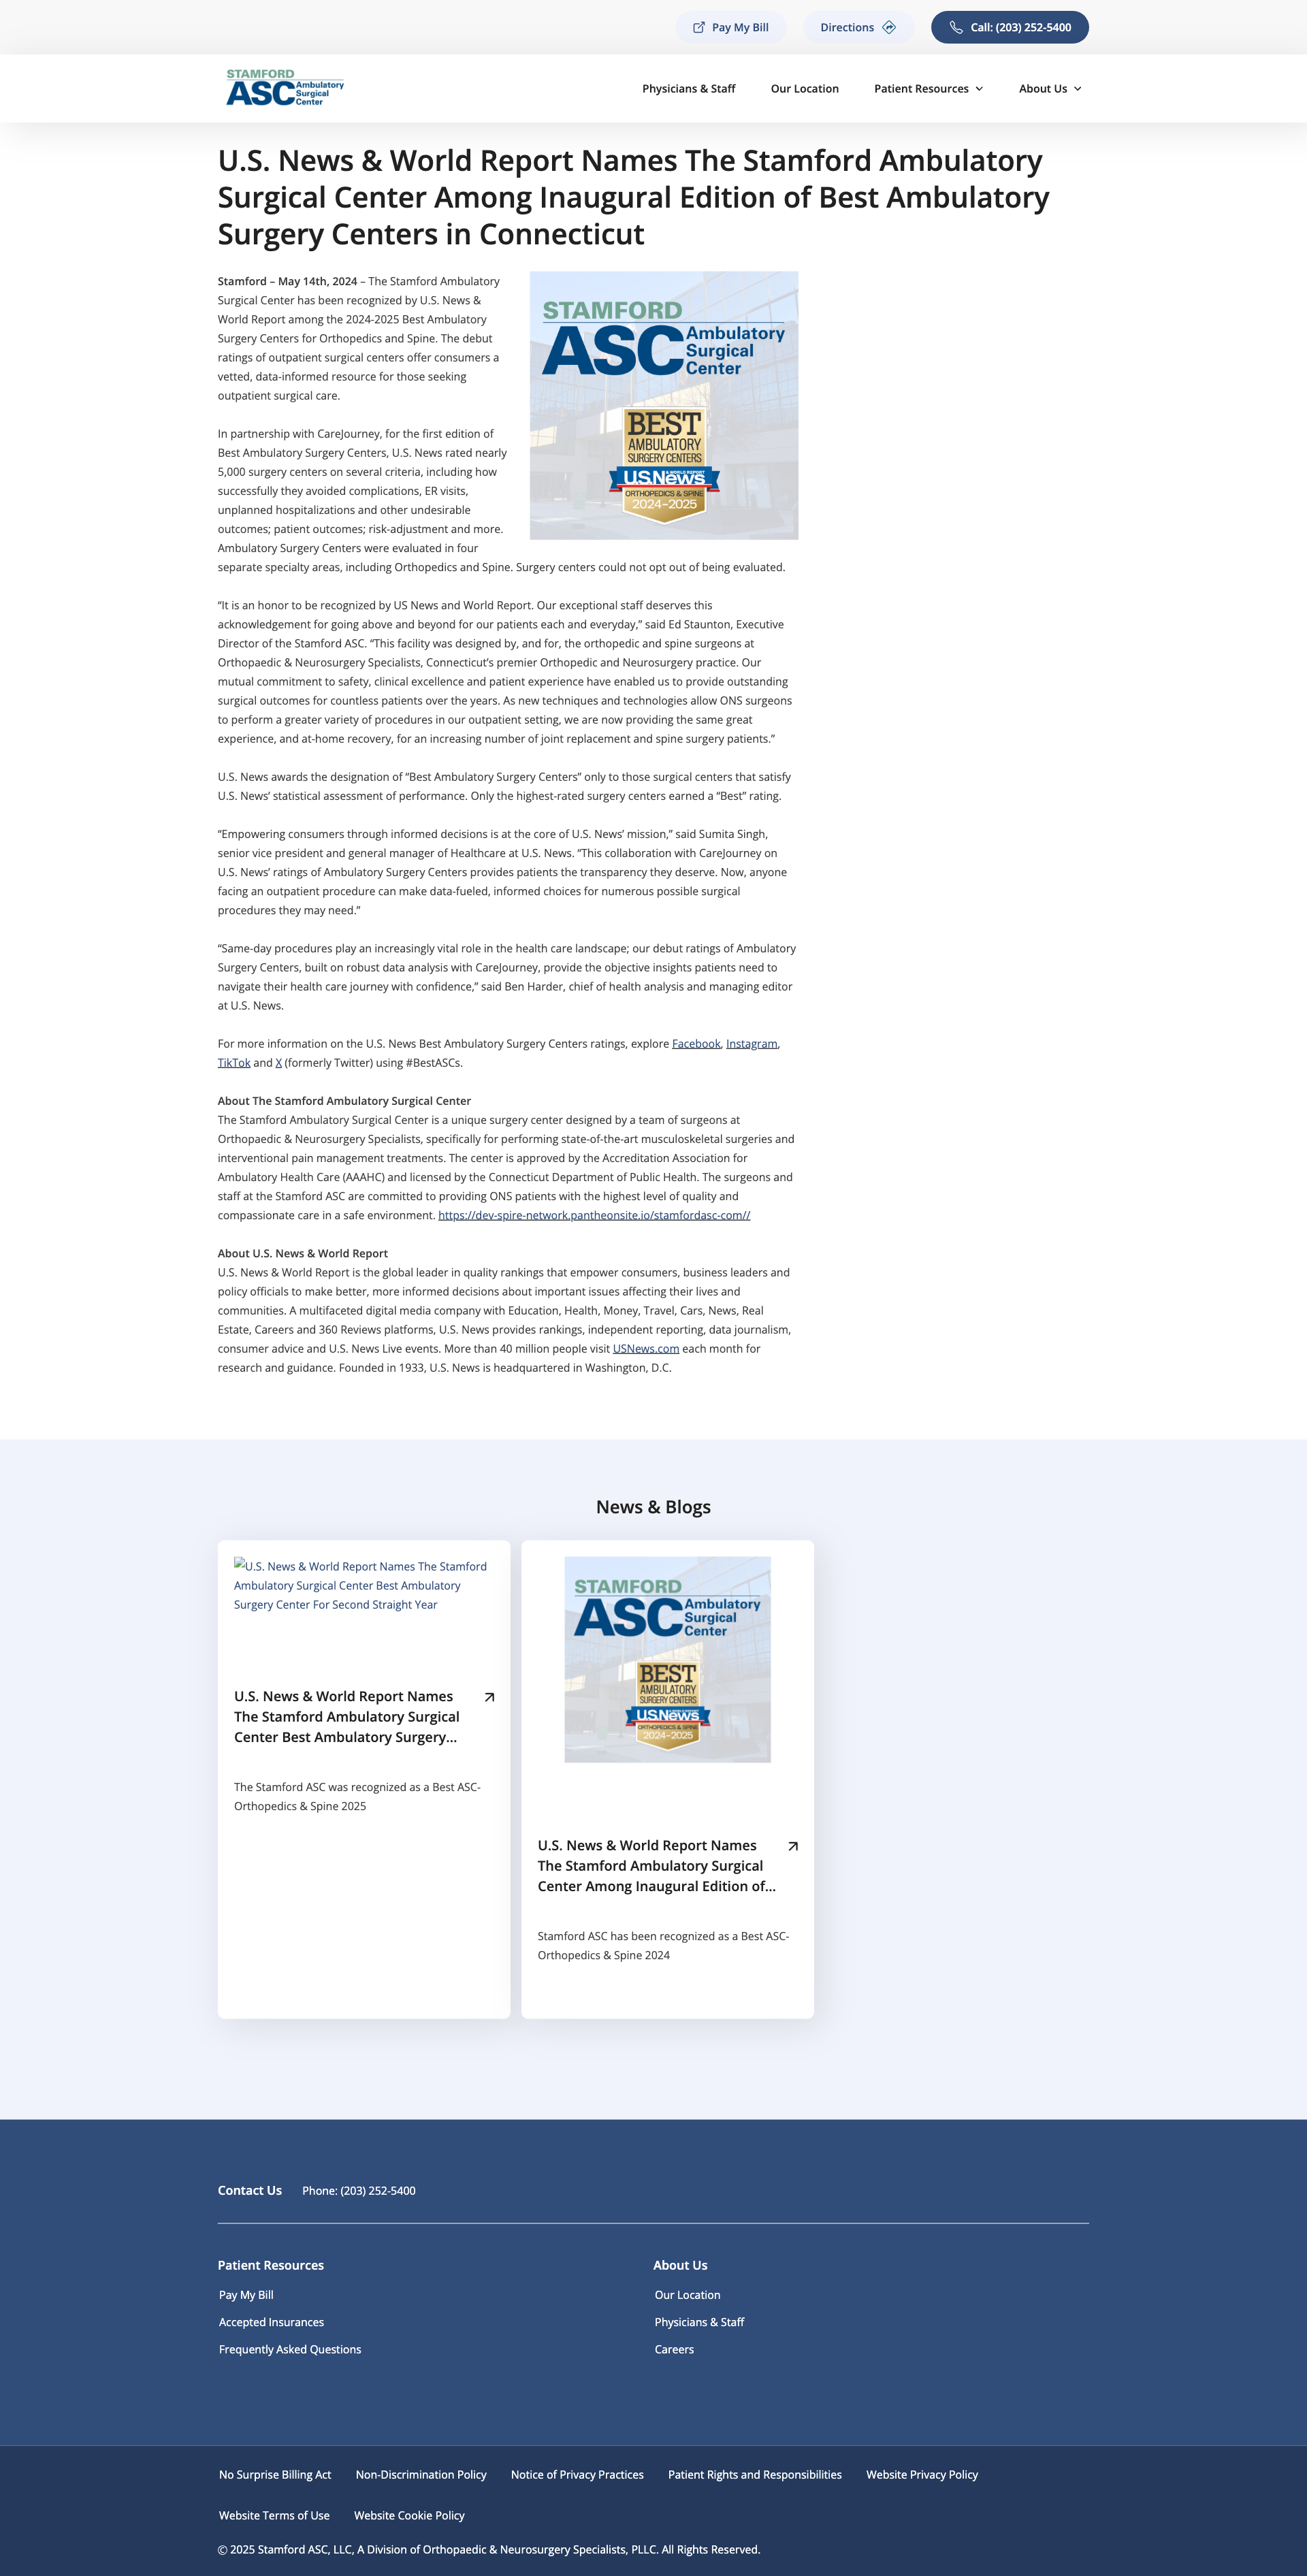 Pay My Bill
Directions
Call: (203) 252-5400
STAMFORD
ASC Ambulatory
Surgical
Center
Physicians & Staff
Our Location
Patient Resources
About Us
U.S. News & World Report Names The Stamford Ambulatory
Surgical Center Among Inaugural Edition of Best Ambulatory
Surgery Centers in Connecticut
Stamford – May 14th, 2024 – The Stamford Ambulatory
Surgical Center has been recognized by U.S. News &
World Report among the 2024-2025 Best Ambulatory
Surgery Centers for Orthopedics and Spine. The debut
ratings of outpatient surgical centers offer consumers a
vetted, data-informed resource for those seeking
outpatient surgical care.
STAMFORD
ASC Ambulatory
Surgical
Center
BEST
AMBULATORY
SURGERY CENTERS
U.S.News
& WORLD REPORT
ORTHOPEDICS & SPINE
2024-2025
In partnership with CareJourney, for the first edition of
Best Ambulatory Surgery Centers, U.S. News rated nearly
5,000 surgery centers on several criteria, including how
successfully they avoided complications, ER visits,
unplanned hospitalizations and other undesirable
outcomes; patient outcomes; risk-adjustment and more.
Ambulatory Surgery Centers were evaluated in four
separate specialty areas, including Orthopedics and Spine. Surgery centers could not opt out of being evaluated.
“It is an honor to be recognized by US News and World Report. Our exceptional staff deserves this
acknowledgement for going above and beyond for our patients each and everyday,” said Ed Staunton, Executive
Director of the Stamford ASC. “This facility was designed by, and for, the orthopedic and spine surgeons at
Orthopaedic & Neurosurgery Specialists, Connecticut’s premier Orthopedic and Neurosurgery practice. Our
mutual commitment to safety, clinical excellence and patient experience have enabled us to provide outstanding
surgical outcomes for countless patients over the years. As new techniques and technologies allow ONS surgeons
to perform a greater variety of procedures in our outpatient setting, we are now providing the same great
experience, and at-home recovery, for an increasing number of joint replacement and spine surgery patients.”
U.S. News awards the designation of “Best Ambulatory Surgery Centers” only to those surgical centers that satisfy
U.S. News’ statistical assessment of performance. Only the highest-rated surgery centers earned a “Best” rating.
“Empowering consumers through informed decisions is at the core of U.S. News’ mission,” said Sumita Singh,
senior vice president and general manager of Healthcare at U.S. News. “This collaboration with CareJourney on
U.S. News’ ratings of Ambulatory Surgery Centers provides patients the transparency they deserve. Now, anyone
facing an outpatient procedure can make data-fueled, informed choices for numerous possible surgical
procedures they may need.”
“Same-day procedures play an increasingly vital role in the health care landscape; our debut ratings of Ambulatory
Surgery Centers, built on robust data analysis with CareJourney, provide the objective insights patients need to
navigate their health care journey with confidence,” said Ben Harder, chief of health analysis and managing editor
at U.S. News.
For more information on the U.S. News Best Ambulatory Surgery Centers ratings, explore Facebook, Instagram,
TikTok and X (formerly Twitter) using #BestASCs.
About The Stamford Ambulatory Surgical Center
The Stamford Ambulatory Surgical Center is a unique surgery center designed by a team of surgeons at
Orthopaedic & Neurosurgery Specialists, specifically for performing state-of-the-art musculoskeletal surgeries and
interventional pain management treatments. The center is approved by the Accreditation Association for
Ambulatory Health Care (AAAHC) and licensed by the Connecticut Department of Public Health. The surgeons and
staff at the Stamford ASC are committed to providing ONS patients with the highest level of quality and
compassionate care in a safe environment. https://dev-spire-network.pantheonsite.io/stamfordasc-com//
About U.S. News & World Report
U.S. News & World Report is the global leader in quality rankings that empower consumers, business leaders and
policy officials to make better, more informed decisions about important issues affecting their lives and
communities. A multifaceted digital media company with Education, Health, Money, Travel, Cars, News, Real
Estate, Careers and 360 Reviews platforms, U.S. News provides rankings, independent reporting, data journalism,
consumer advice and U.S. News Live events. More than 40 million people visit USNews.com each month for
research and guidance. Founded in 1933, U.S. News is headquartered in Washington, D.C.
News & Blogs
U.S. News & World Report Names The Stamford
Ambulatory Surgical Center Best Ambulatory
Surgery Center For Second Straight Year
U.S. News & World Report Names
The Stamford Ambulatory Surgical
Center Best Ambulatory Surgery...
The Stamford ASC was recognized as a Best ASC-
Orthopedics & Spine 2025
STAMFORD
ASC Ambulatory
Surgical
Center
BEST
AMBULATORY
SURGERY CENTERS
U.S.News
& WORLD REPORT
ORTHOPEDICS & SPINE
2024-2025
U.S. News & World Report Names
The Stamford Ambulatory Surgical
Center Among Inaugural Edition of...
Stamford ASC has been recognized as a Best ASC-
Orthopedics & Spine 2024
Contact Us
Phone: (203) 252-5400
Patient Resources
Pay My Bill
Accepted Insurances
Frequently Asked Questions
About Us
Our Location
Physicians & Staff
Careers
No Surprise Billing Act
Non-Discrimination Policy
Notice of Privacy Practices
Patient Rights and Responsibilities
Website Privacy Policy
Website Terms of Use
Website Cookie Policy
© 2025 Stamford ASC, LLC, A Division of Orthopaedic & Neurosurgery Specialists, PLLC. All Rights Reserved.